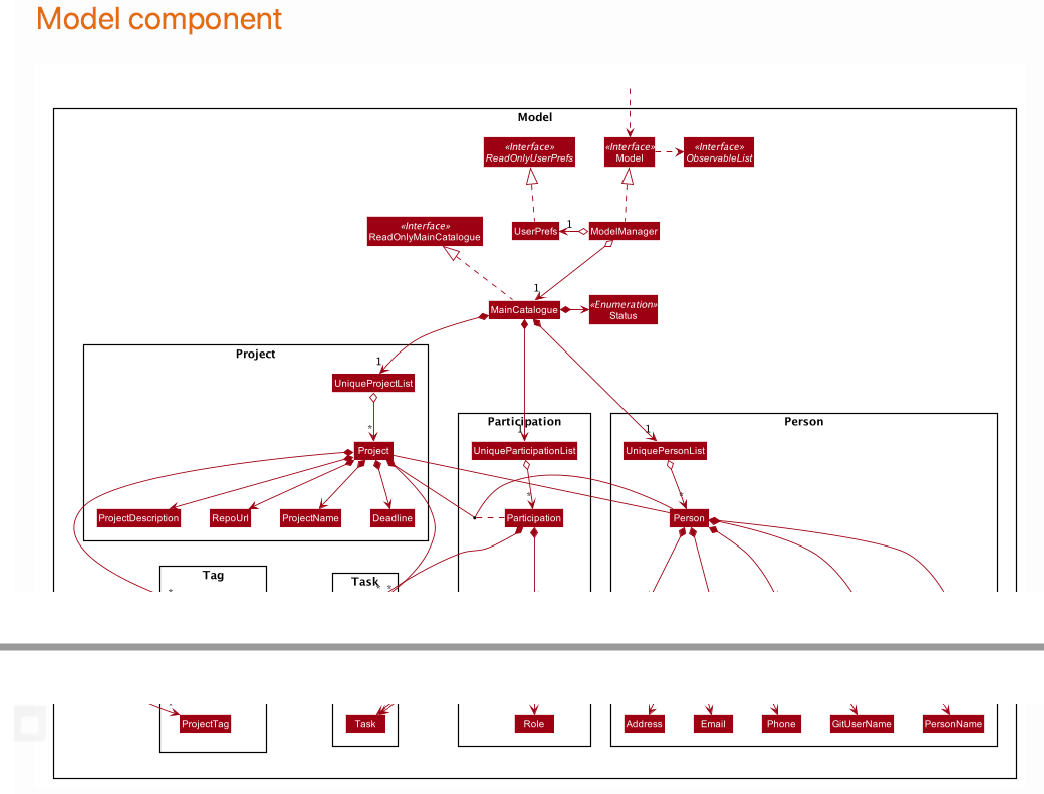 Model component
Model
«Interface»
ReadOnlyUserPrefs
«Interface»
Model
«Interface»
ObservableList
«Interface»
ReadOnlyMainCatalogue
UserPrefs
1
ModelManager
1
MainCatalogue
«Enumeration»
Status
Project
1
UniqueProjectList
*
Project
ProjectDescription
RepoUrl
ProjectName
Deadline
Participation
1
UniqueParticipationList
*
Participation
Person
1
UniquePersonList
*
Person
Tag
*
Task
*
*
ProjectTag
Task
Role
Address
Email
Phone
GitUserName
PersonName